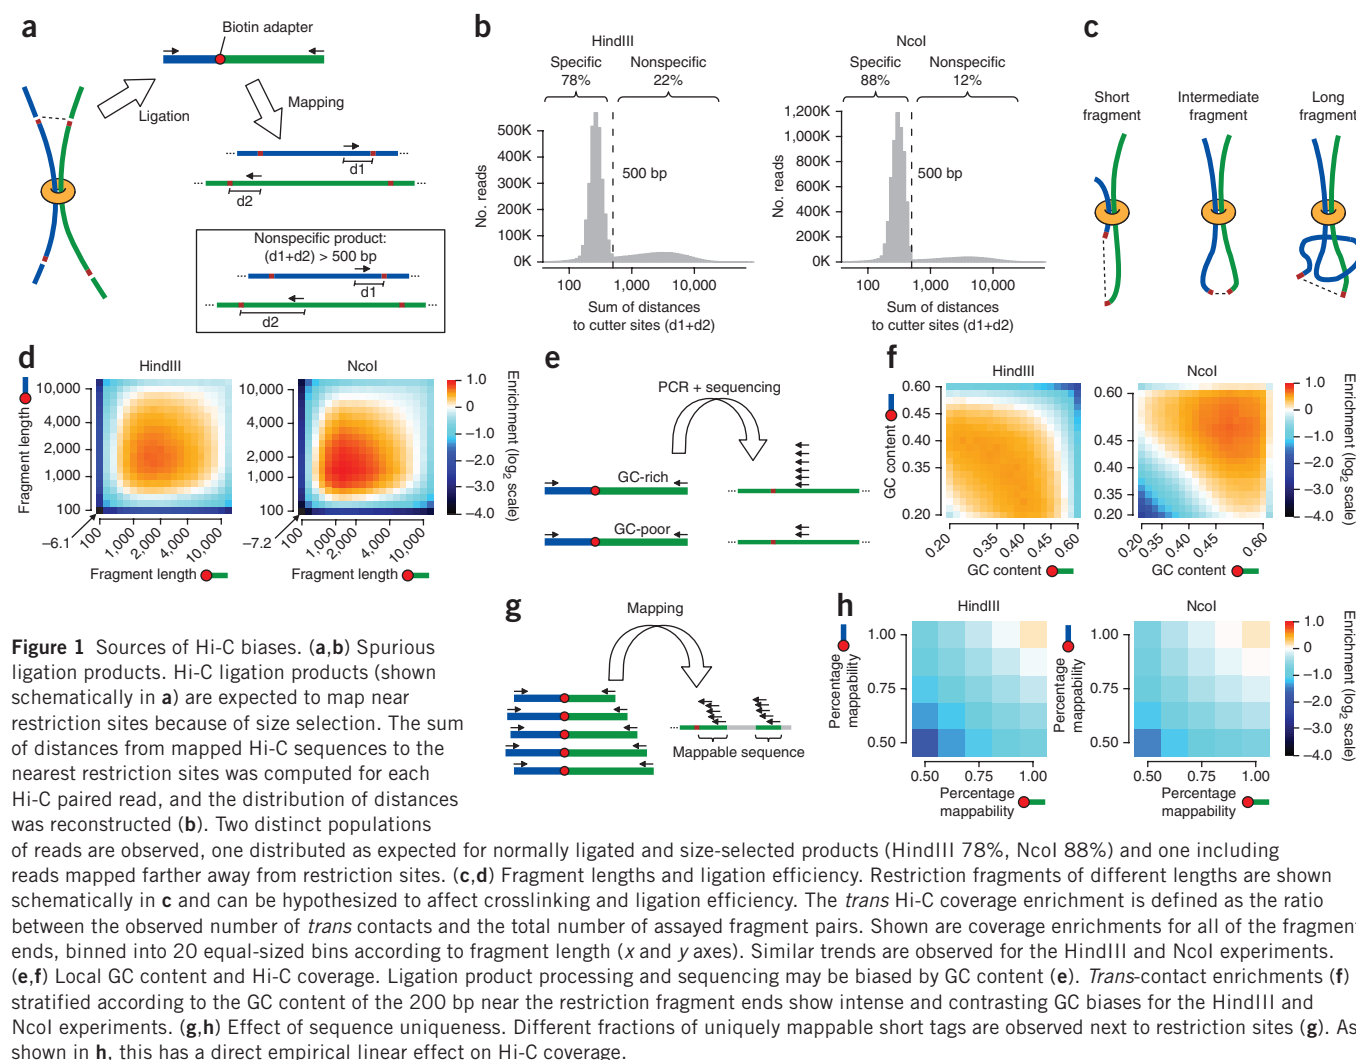 a
Biotin adapter
Ligation
Mapping
d1
d2
Nonspecific product:
(d1+d2) > 500 bp
d1
d2
b
HindIII
Specific
78%
Nonspecific
22%
500K
400K
300K
200K
100K
0K
No. reads
500 bp
100
1,000
10,000
Sum of distances
to cutter sites (d1+d2)
NcoI
Specific
88%
Nonspecific
12%
1,200K
1,000K
800K
600K
400K
200K
0K
No. reads
500 bp
100
1,000
10,000
Sum of distances
to cutter sites (d1+d2)
c
Short
fragment
Intermediate
fragment
Long
fragment
d
HindIII
10,000
4,000
2,000
1,000
100
Fragment length
–6.1
100
1,000
2,000
4,000
10,000
Fragment length
NcoI
10,000
4,000
2,000
1,000
100
–7.2
100
1,000
2,000
4,000
10,000
Fragment length
1.0
0
–1.0
–2.0
–3.0
–4.0
Enrichment (log2 scale)
e
PCR + sequencing
GC-rich
GC-poor
f
HindIII
0.60
0.45
0.40
0.35
0.20
GC content
0.20
0.35
0.40
0.45
0.60
GC content
NcoI
0.60
0.45
0.40
0.35
0.20
0.20
0.35
0.40
0.45
0.60
GC content
1.0
0
–1.0
–2.0
–3.0
–4.0
Enrichment (log2 scale)
g
Mapping
Mappable sequence
h
HindIII
1.00
0.75
0.50
Percentage
mappability
0.50
0.75
1.00
Percentage
mappability
NcoI
1.00
0.75
0.50
Percentage
mappability
0.50
0.75
1.00
Percentage
mappability
1.0
0
–1.0
–2.0
–3.0
–4.0
Enrichment (log2 scale)
Figure 1 Sources of Hi-C biases. (a,b) Spurious
ligation products. Hi-C ligation products (shown
schematically in a) are expected to map near
restriction sites because of size selection. The sum
of distances from mapped Hi-C sequences to the
nearest restriction sites was computed for each
Hi-C paired read, and the distribution of distances
was reconstructed (b). Two distinct populations
of reads are observed, one distributed as expected for normally ligated and size-selected products (HindIII 78%, NcoI 88%) and one including
reads mapped farther away from restriction sites. (c,d) Fragment lengths and ligation efficiency. Restriction fragments of different lengths are shown
schematically in c and can be hypothesized to affect crosslinking and ligation efficiency. The trans Hi-C coverage enrichment is defined as the ratio
between the observed number of trans contacts and the total number of assayed fragment pairs. Shown are coverage enrichments for all of the fragment
ends, binned into 20 equal-sized bins according to fragment length (x and y axes). Similar trends are observed for the HindIII and NcoI experiments.
(e,f) Local GC content and Hi-C coverage. Ligation product processing and sequencing may be biased by GC content (e). Trans-contact enrichments (f)
stratified according to the GC content of the 200 bp near the restriction fragment ends show intense and contrasting GC biases for the HindIII and
NcoI experiments. (g,h) Effect of sequence uniqueness. Different fractions of uniquely mappable short tags are observed next to restriction sites (g). As
shown in h, this has a direct empirical linear effect on Hi-C coverage.